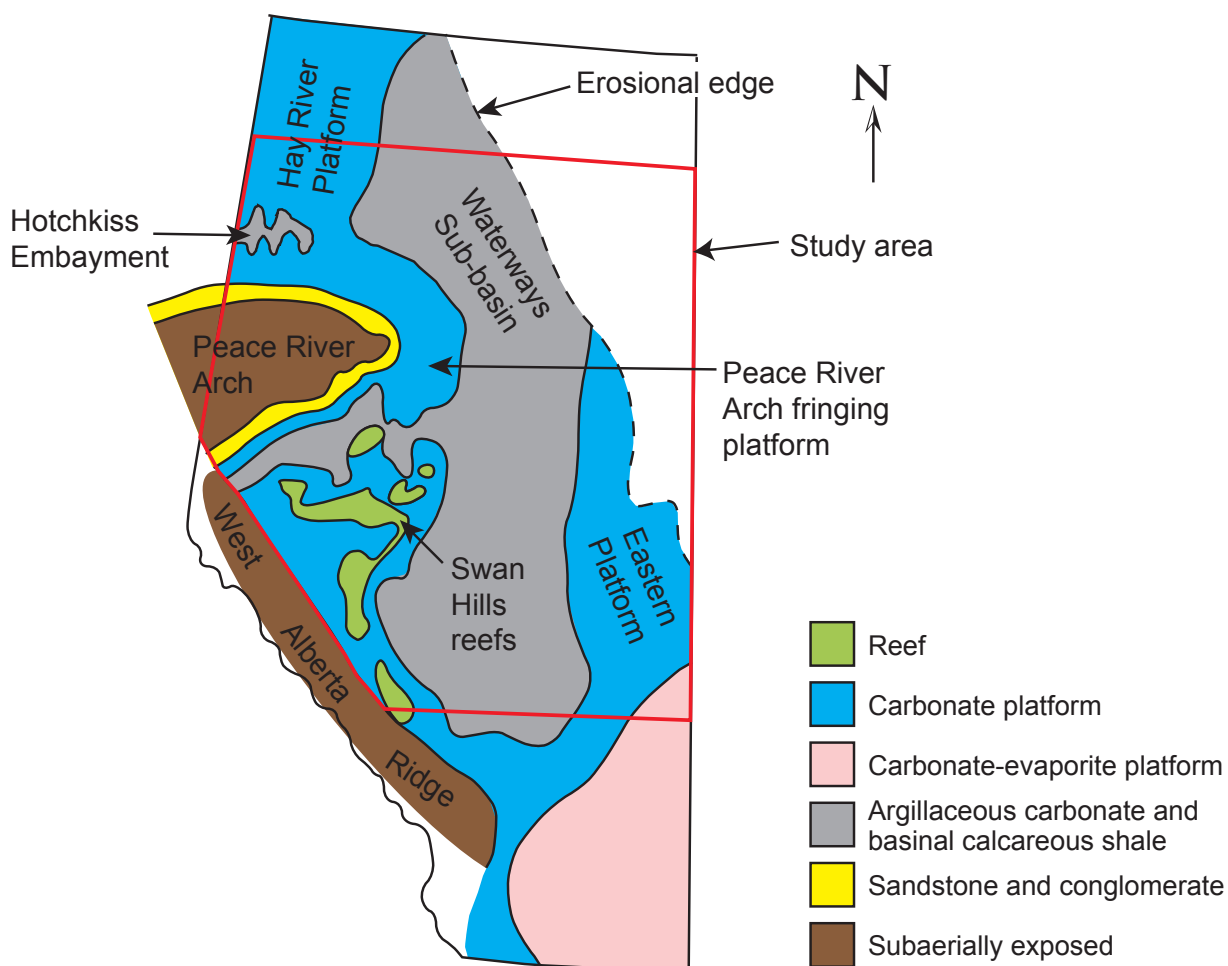 Hay River
Platform
Erosional edge
N
Hotchkiss
Embayment
Waterways
Sub-basin
Study area
Peace River
Arch
Peace River
Arch fringing
platform
West
Alberta
Ridge
Swan
Hills
reefs
Eastern
Platform
Reef
Carbonate platform
Carbonate-evaporite platform
Argillaceous carbonate and
basinal calcareous shale
Sandstone and conglomerate
Subaerially exposed